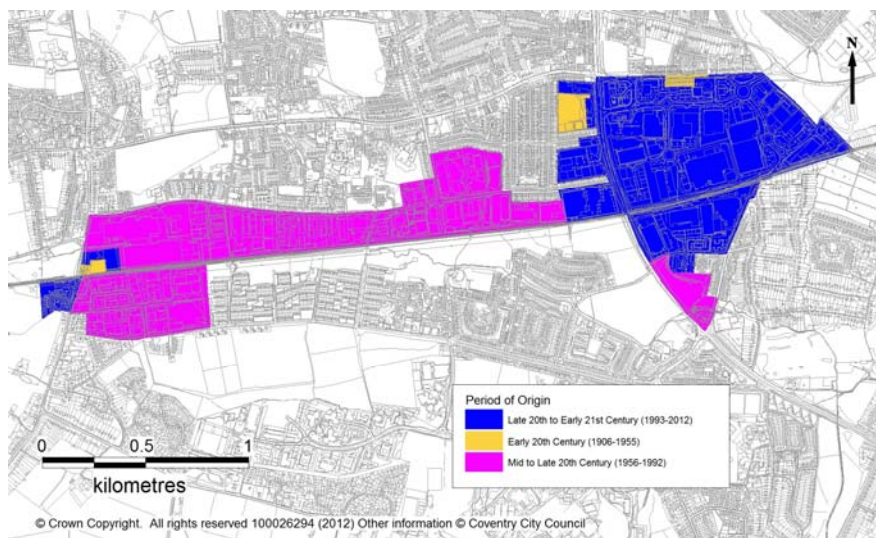 N
Period of Origin
Late 20th to Early 21st Century (1993-2012)
Early 20th Century (1906-1955)
Mid to Late 20th Century (1956-1992)
0 0.5 1
kilometres
© Crown Copyright. All rights reserved 100026294 (2012) Other information © Coventry City Council